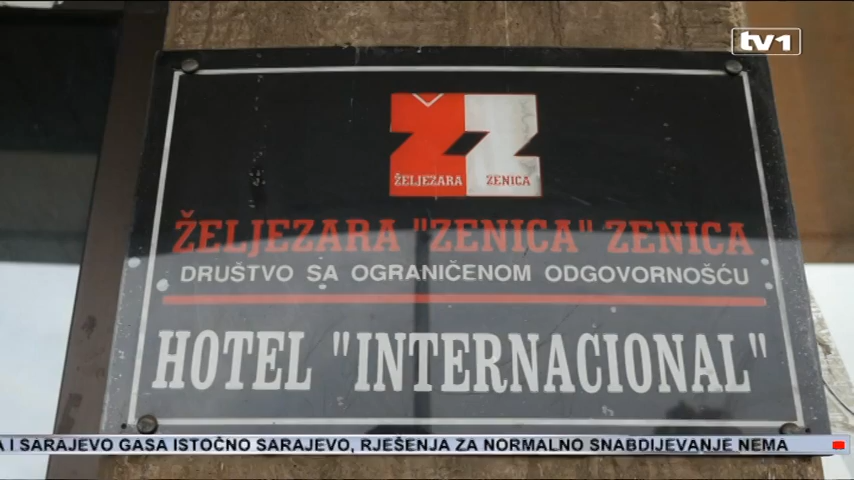 tv1
ŽZ
ŽELJEZARA ZENICA
ŽELJEZARA "ZENICA" ZENICA
DRUŠTVO SA OGRANIČENOM ODGOVORNOŠĆU
HOTEL "INTERNACIONAL"
A I SARAJEVO GASA ISTOČNO SARAJEVO, RJEŠENJA ZA NORMALNO SNABDIJEVANJE NEMA